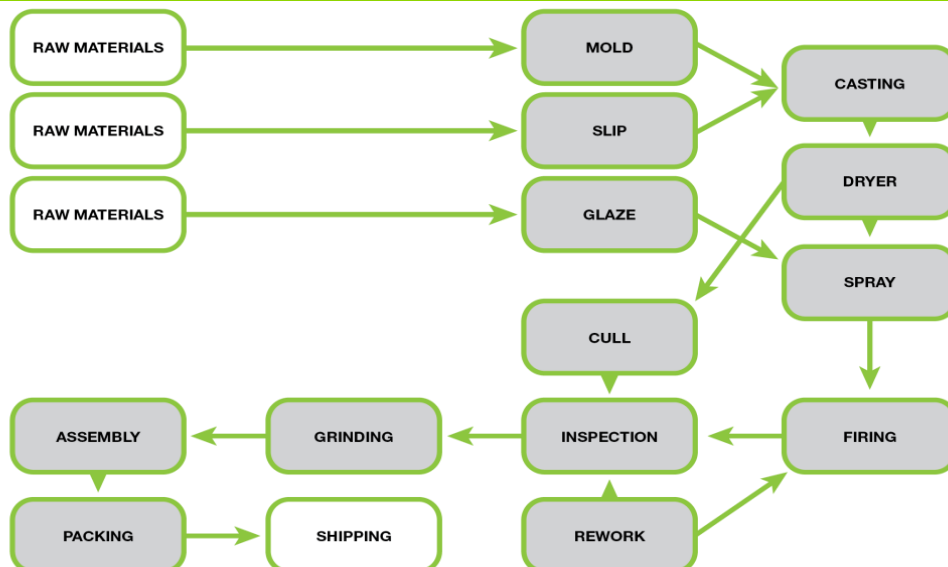 RAW MATERIALS
MOLD
CASTING
RAW MATERIALS
SLIP
DRYER
RAW MATERIALS
GLAZE
SPRAY
CULL
ASSEMBLY
GRINDING
INSPECTION
FIRING
PACKING
SHIPPING
REWORK